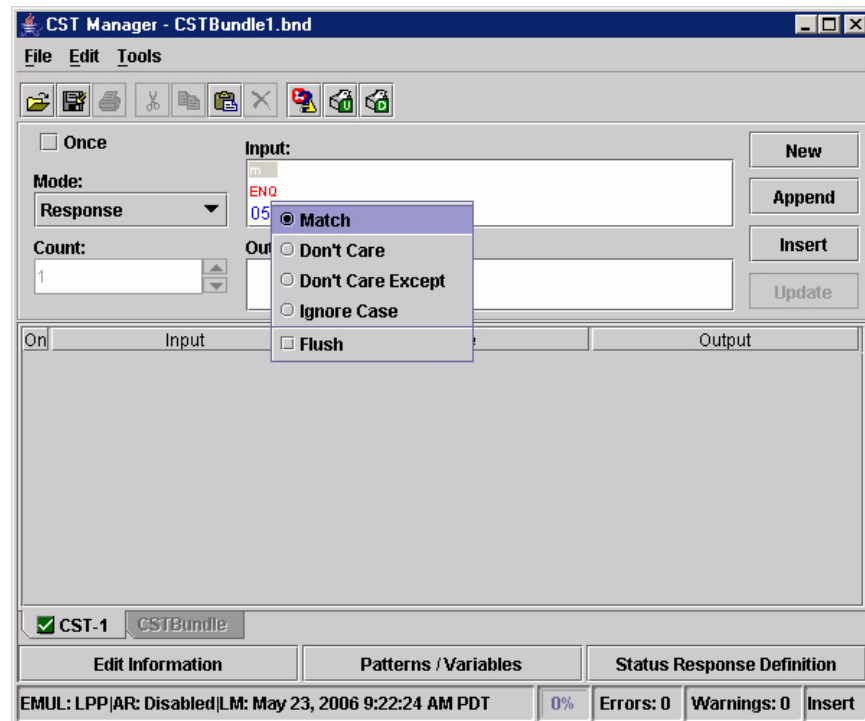 CST Manager - CSTBundle1.bnd
File Edit Tools
Once
Input:
New
m
Mode:
ENQ
Response
05
Append
Match
Count:
Out
Don't Care
Insert
1
Don't Care Except
Update
Ignore Case
On
Input
Flush
Output
CST-1
CSTBundle
Edit Information
Patterns / Variables
Status Response Definition
EMUL: LPP|AR: Disabled|LM: May 23, 2006 9:22:24 AM PDT
0%
Errors: 0
Warnings: 0
Insert